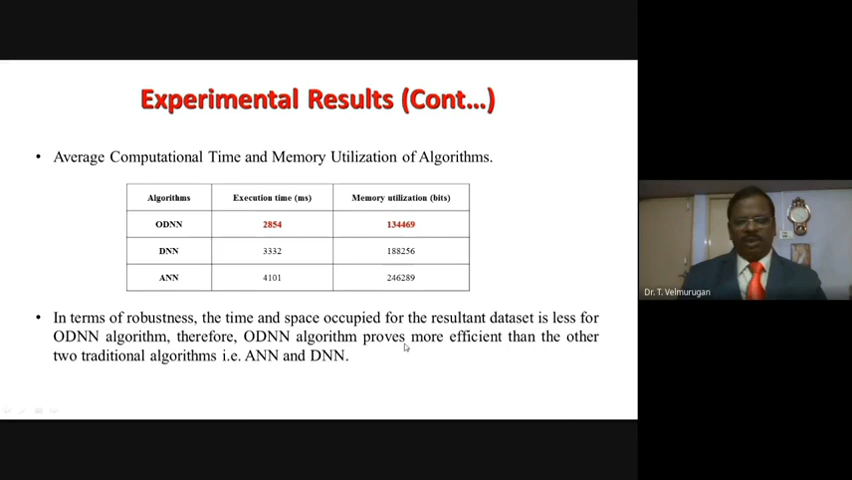 Experimental Results (Cont...)
• Average Computational Time and Memory Utilization of Algorithms.
Algorithms Execution time (ms) Memory utilization (bits)
ODNN 2854 134469
DNN 3332 188256
ANN 4101 246289
• In terms of robustness, the time and space occupied for the resultant dataset is less for
ODNN algorithm, therefore, ODNN algorithm proves more efficient than the other
two traditional algorithms i.e. ANN and DNN.
Dr. T. Velmurugan